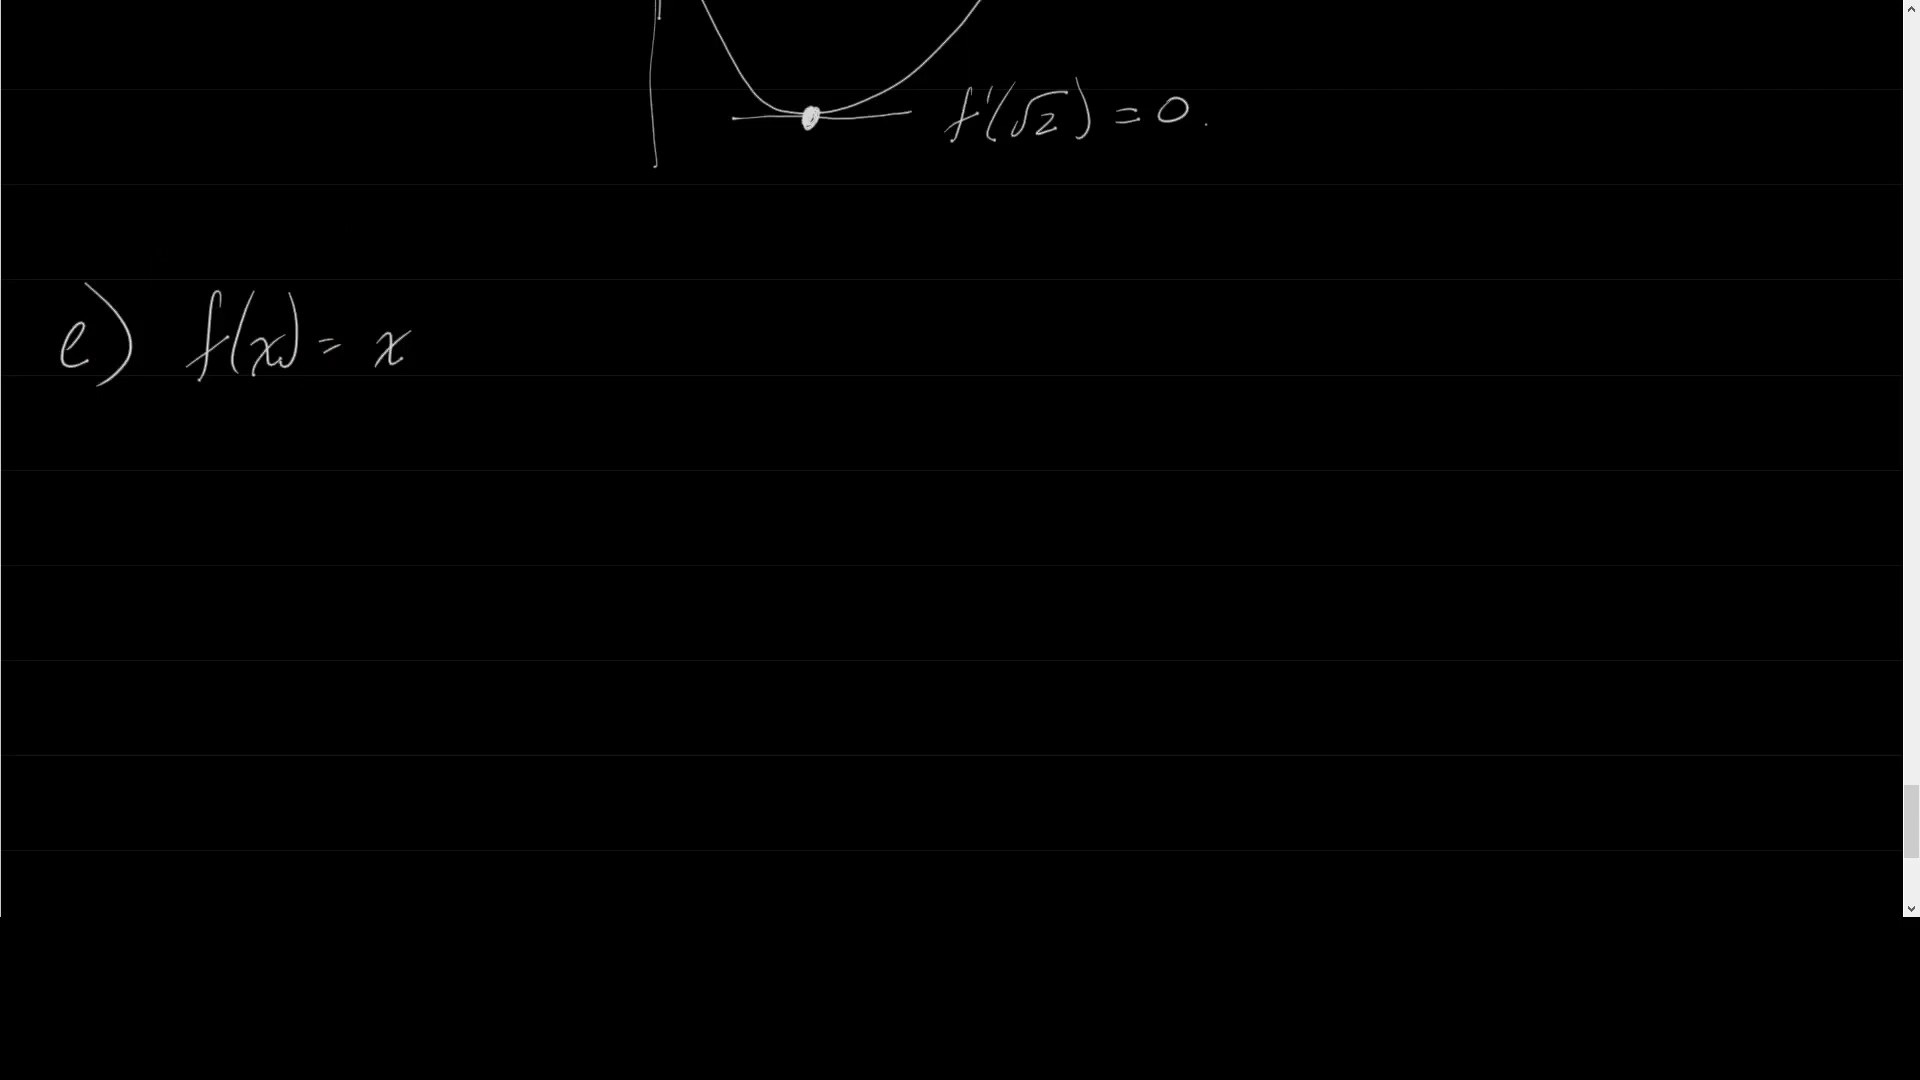 f'(√2) = 0.
e) f(x) = x